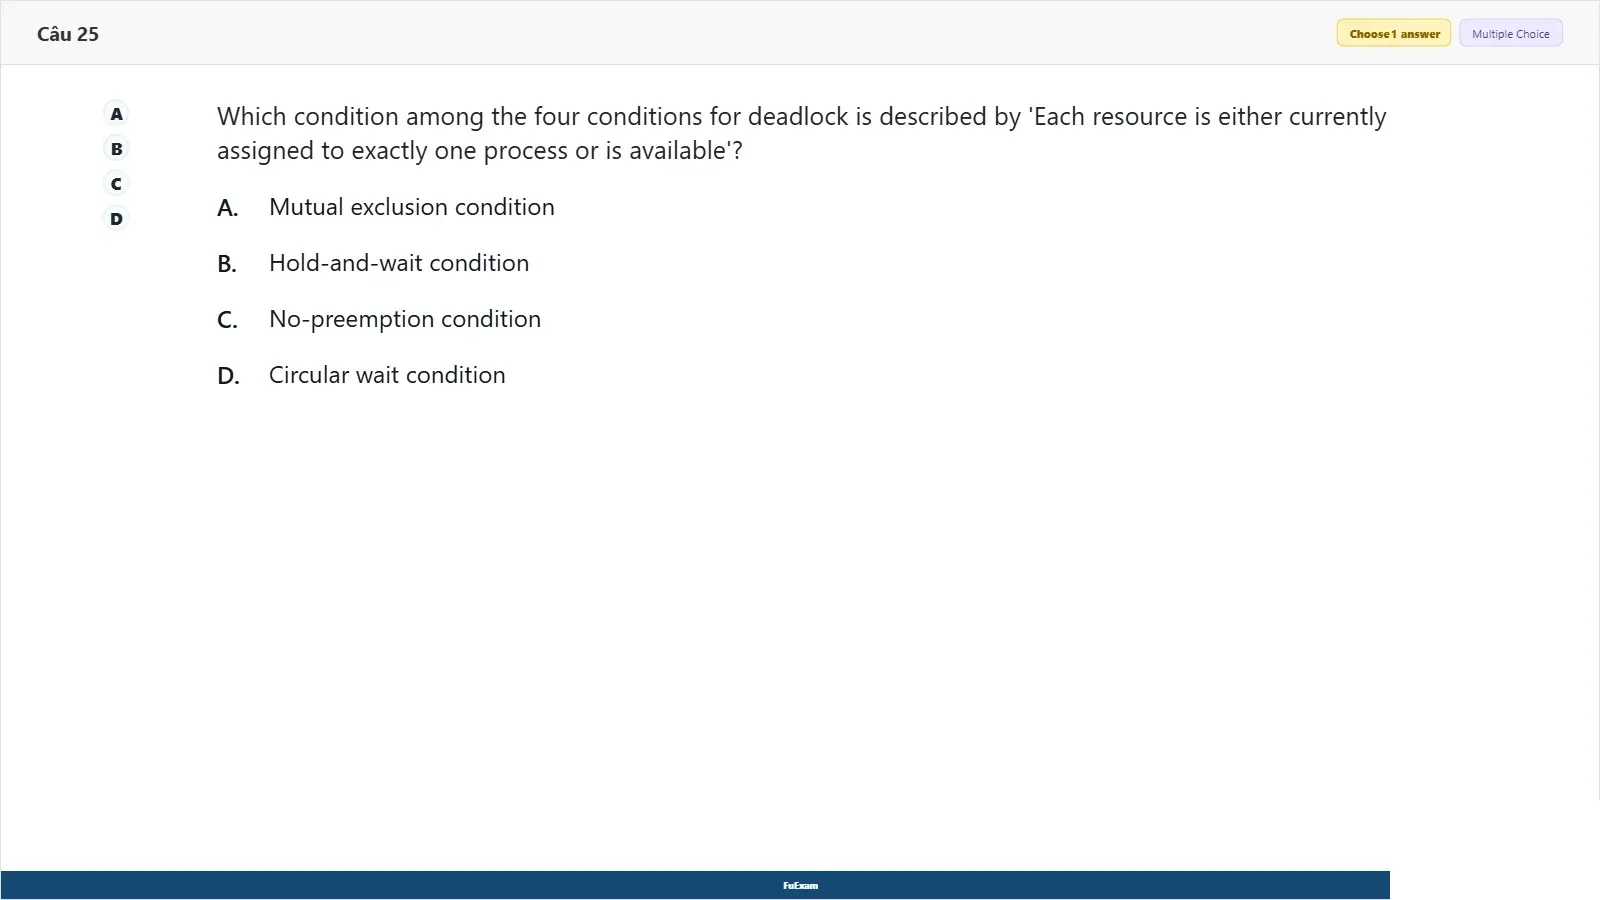 Câu 25
Choose1 answer
Multiple Choice
A
B
C
D
Which condition among the four conditions for deadlock is described by 'Each resource is either currently
assigned to exactly one process or is available'?
A. Mutual exclusion condition
B. Hold-and-wait condition
C. No-preemption condition
D. Circular wait condition
FuExam